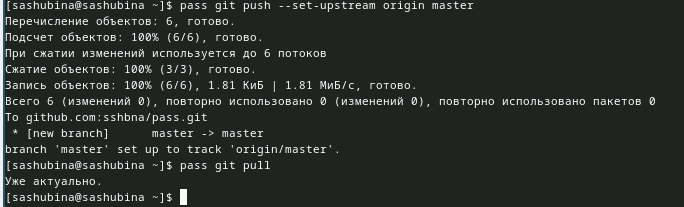 [sashubina@sashubina ~]$ pass git push --set-upstream origin master
Перечисление объектов: 6, готово.
Подсчет объектов: 100% (6/6), готово.
При сжатии изменений используется до 6 потоков
Сжатие объектов: 100% (3/3), готово.
Запись объектов: 100% (6/6), 1.81 КиБ | 1.81 МиБ/с, готово.
Всего 6 (изменений 0), повторно использовано 0 (изменений 0), повторно использовано пакетов 0
To github.com:sshbna/pass.git
 * [new branch]      master -> master
branch 'master' set up to track 'origin/master'.
[sashubina@sashubina ~]$ pass git pull
Уже актуально.
[sashubina@sashubina ~]$